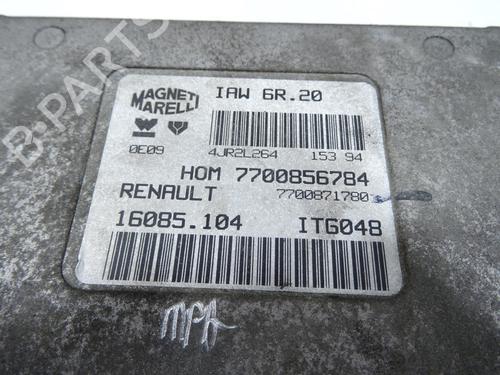 B-PARTS
MAGNETI MARELLI
IAW 6R.20
0E09 4JR2L264 153 94
HOM 7700856784
RENAULT 7700871780
16085.104 ITG048